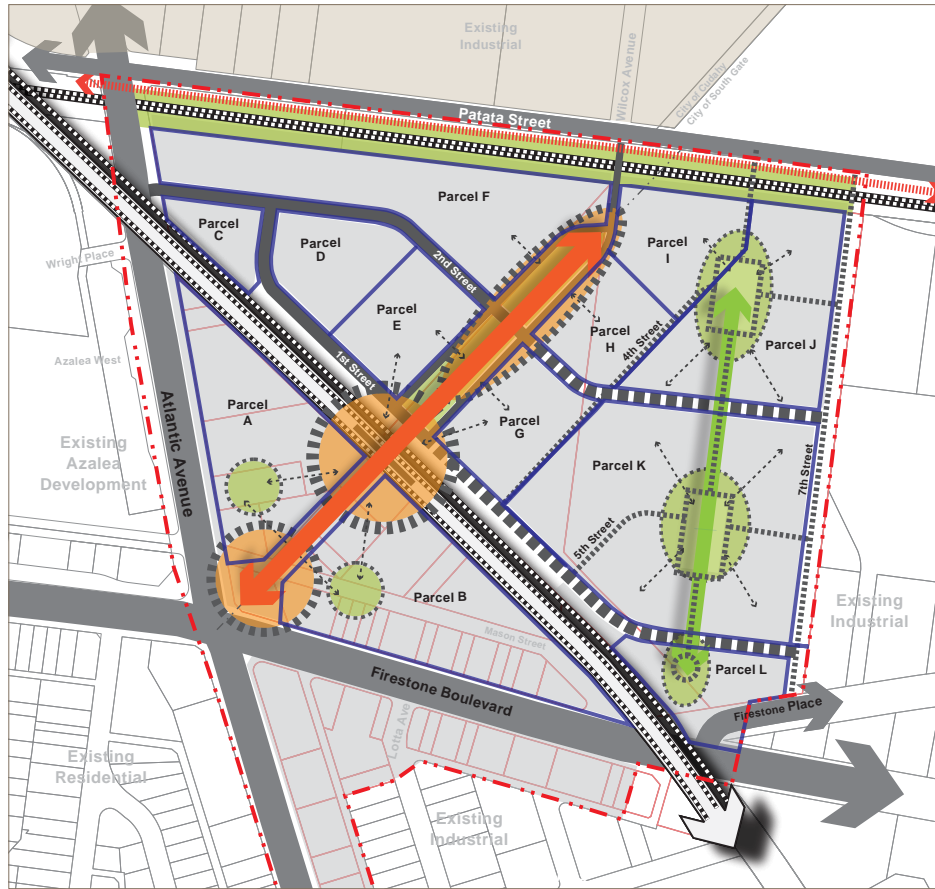 Existing
Industrial
Wilcox Avenue
City of Cudahy
City of South Gate
Patata Street
Parcel F
Parcel
C
Parcel
D
Parcel
I
2nd Street
Wright Place
Parcel
E
Parcel
H
4th Street
Parcel J
Azalea West
1st Street
Parcel
A
Atlantic Avenue
Parcel
G
Existing
Azalea
Development
Parcel K
7th Street
5th Street
Parcel B
Existing
Industrial
Mason Street
Parcel L
Firestone Boulevard
Firestone Place
Lotta Ave
Existing
Residential
Existing
Industrial